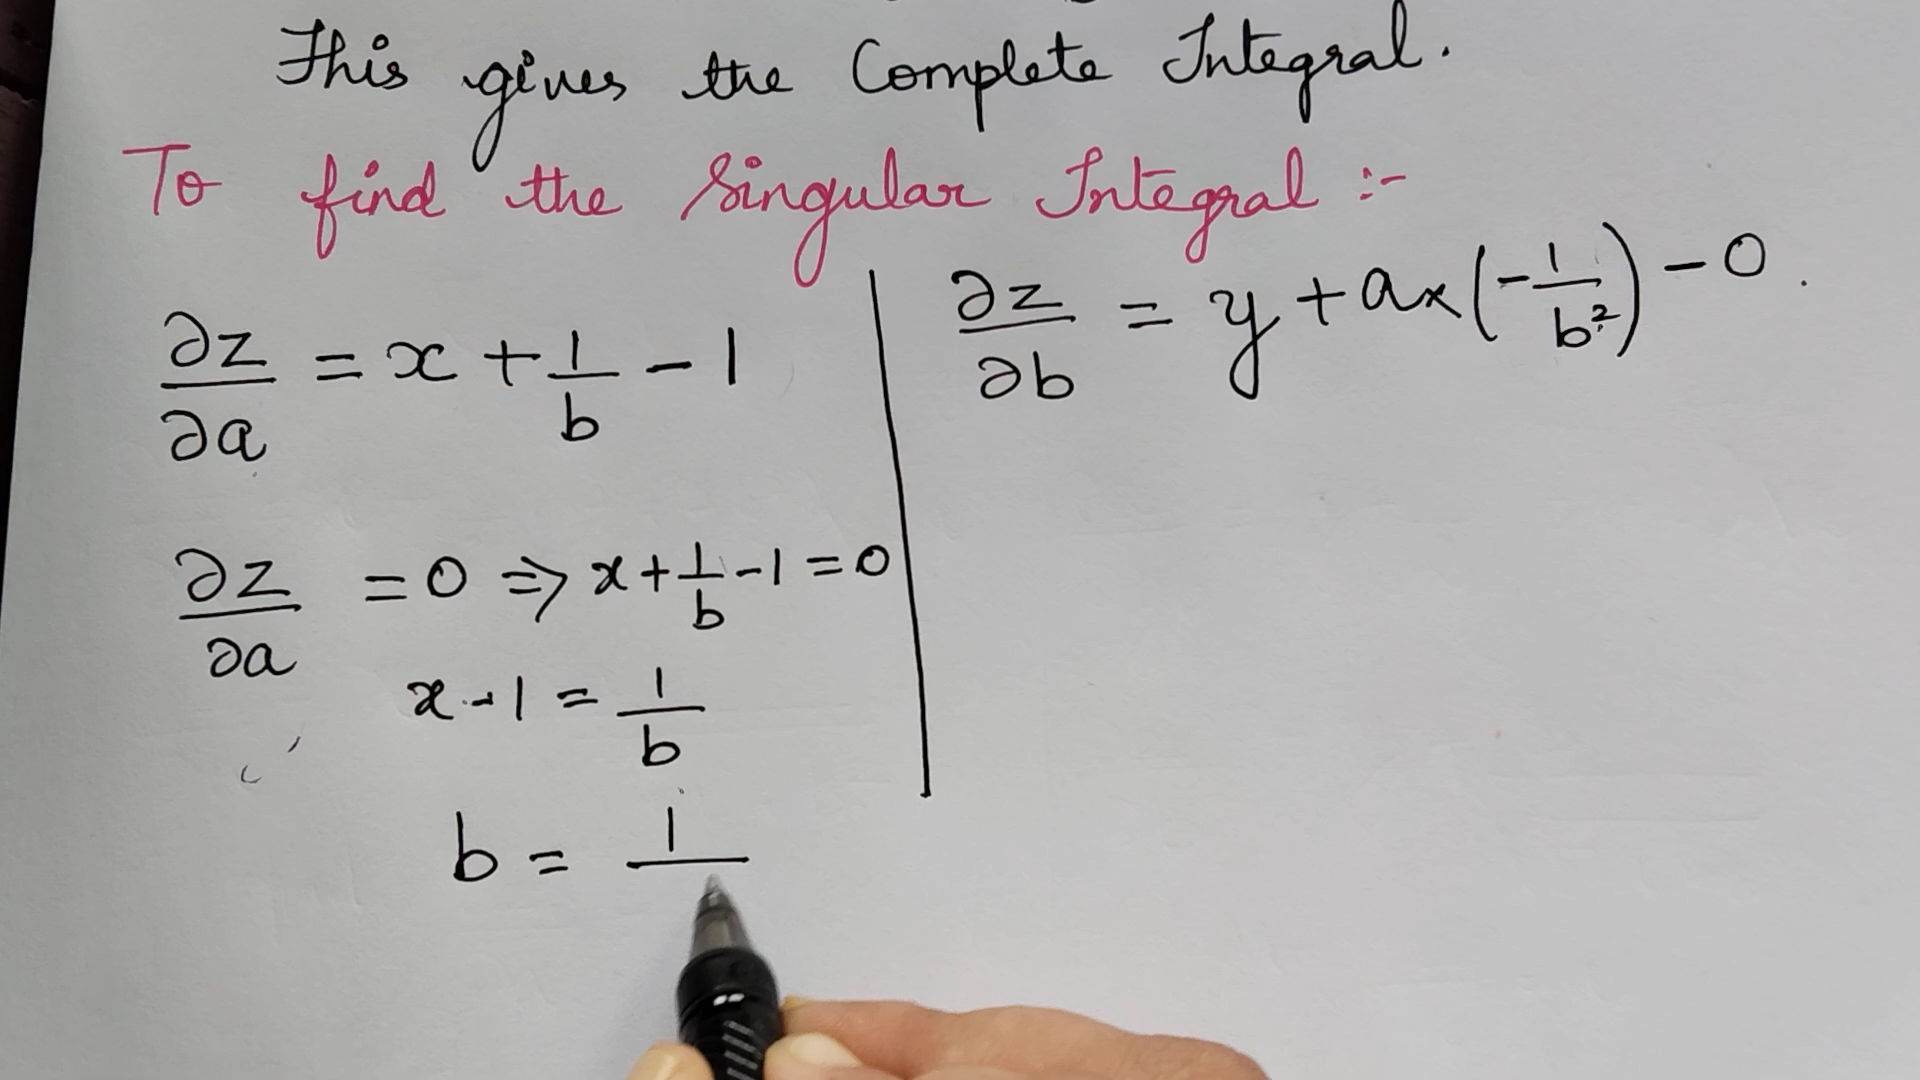 This gives the Complete Integral.
To find the Singular Integral :-
∂z/∂a = x + 1/b - 1
∂z/∂a = 0 ⇒ x + 1/b - 1 = 0
x - 1 = 1/b
b = 1/
∂z/∂b = y + a × (-1/b²) - 0.